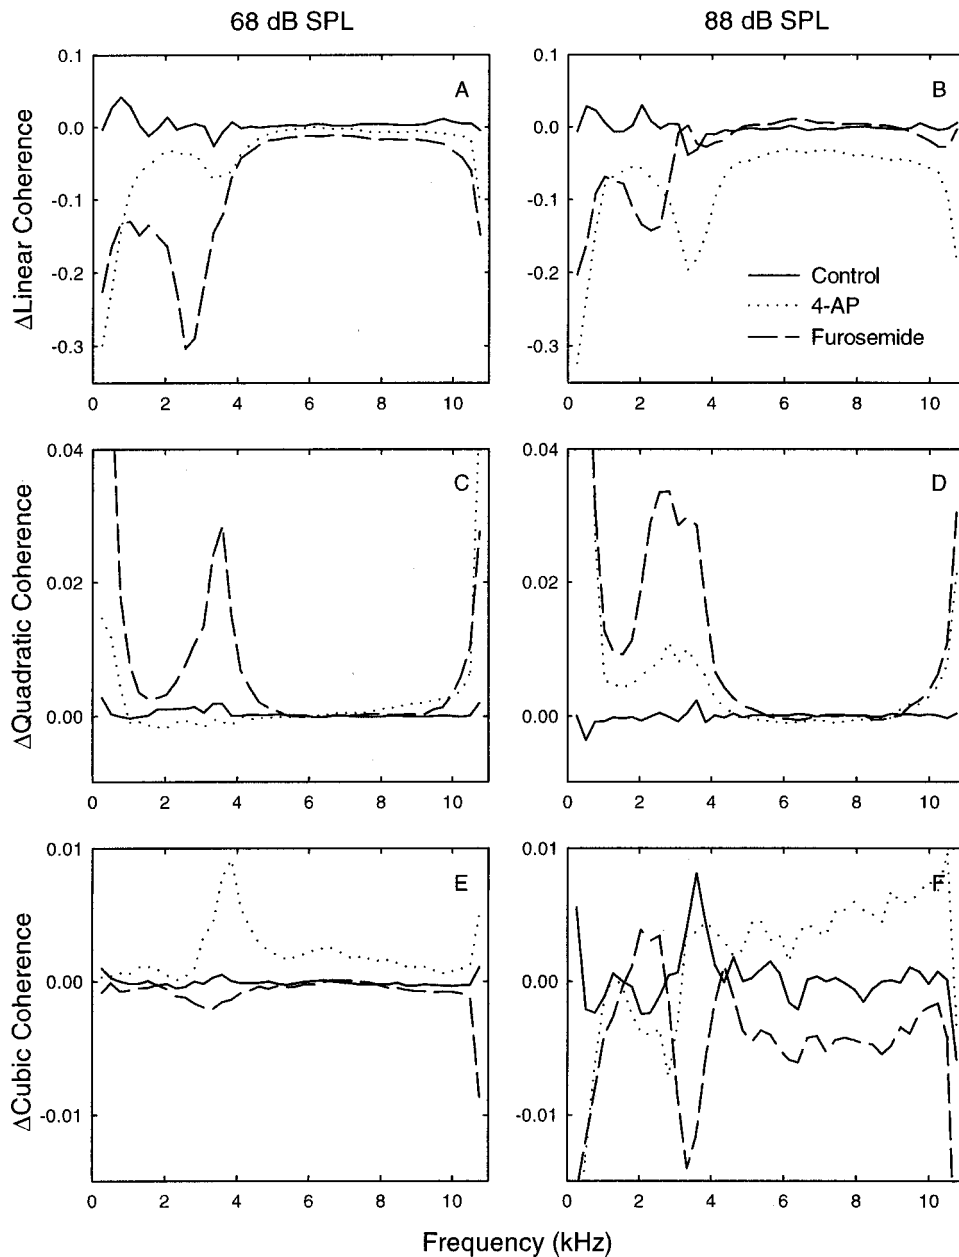 68 dB SPL
88 dB SPL
ΔLinear Coherence
0.1
0.0
-0.1
-0.2
-0.3
A
0 2 4 6 8 10
B
0.1
0.0
-0.1
-0.2
-0.3
Control
4-AP
Furosemide
0 2 4 6 8 10
ΔQuadratic Coherence
0.04
0.02
0.00
C
0 2 4 6 8 10
0.04
0.02
0.00
D
0 2 4 6 8 10
ΔCubic Coherence
0.01
0.00
-0.01
E
0 2 4 6 8 10
0.01
0.00
-0.01
F
0 2 4 6 8 10
Frequency (kHz)